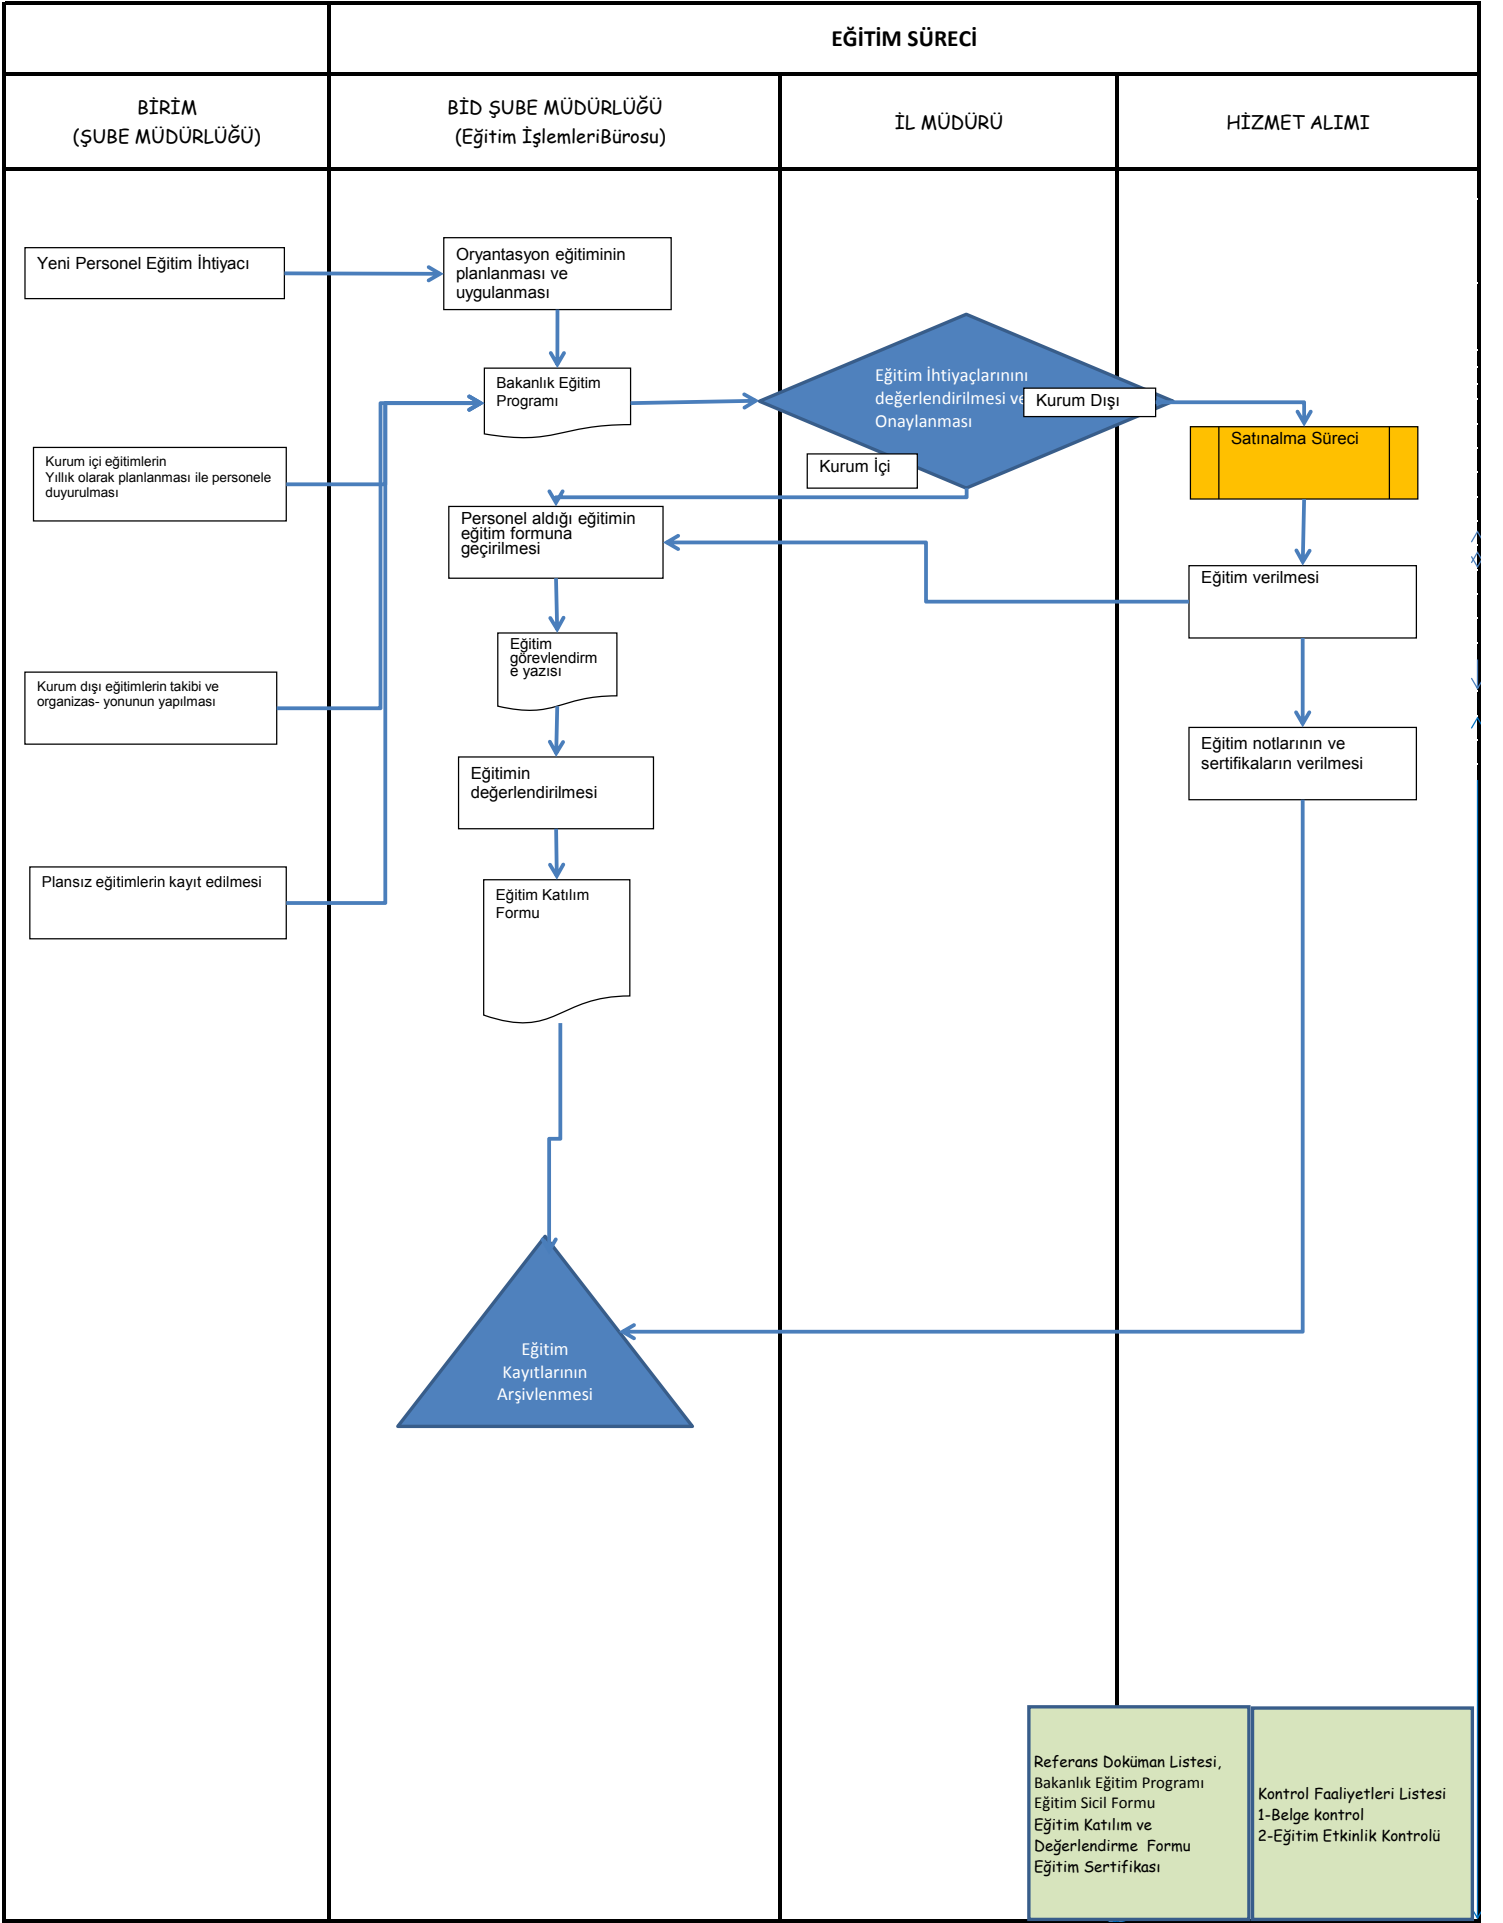 EĞİTİM SÜRECİ
BİRİM
(ŞUBE MÜDÜRLÜĞÜ)
BİD ŞUBE MÜDÜRLÜĞÜ
(Eğitim İşlemleriBürosu)
İL MÜDÜRÜ
HİZMET ALIMI
Yeni Personel Eğitim İhtiyacı
Oryantasyon eğitiminin
planlanması ve
uygulanması
Bakanlık Eğitim
Programı
Eğitim İhtiyaçlarınını
değerlendirilmesi ve
Onaylanması
Kurum Dışı
Kurum İçi
Satınalma Süreci
Kurum içi eğitimlerin
Yıllık olarak planlanması ile personele
duyurulması
Personel aldığı eğitimin
eğitim formuna
geçirilmesi
Eğitim verilmesi
Eğitim
görevlendirm
e yazısı
Kurum dışı eğitimlerin takibi ve
organizas- yonunun yapılması
Eğitim notlarının ve
sertifikaların verilmesi
Eğitimin
değerlendirilmesi
Plansız eğitimlerin kayıt edilmesi
Eğitim Katılım
Formu
Eğitim
Kayıtlarının
Arşivlenmesi
Referans Doküman Listesi,
Bakanlık Eğitim Programı
Eğitim Sicil Formu
Eğitim Katılım ve
Değerlendirme  Formu
Eğitim Sertifikası
Kontrol Faaliyetleri Listesi
1-Belge kontrol
2-Eğitim Etkinlik Kontrolü